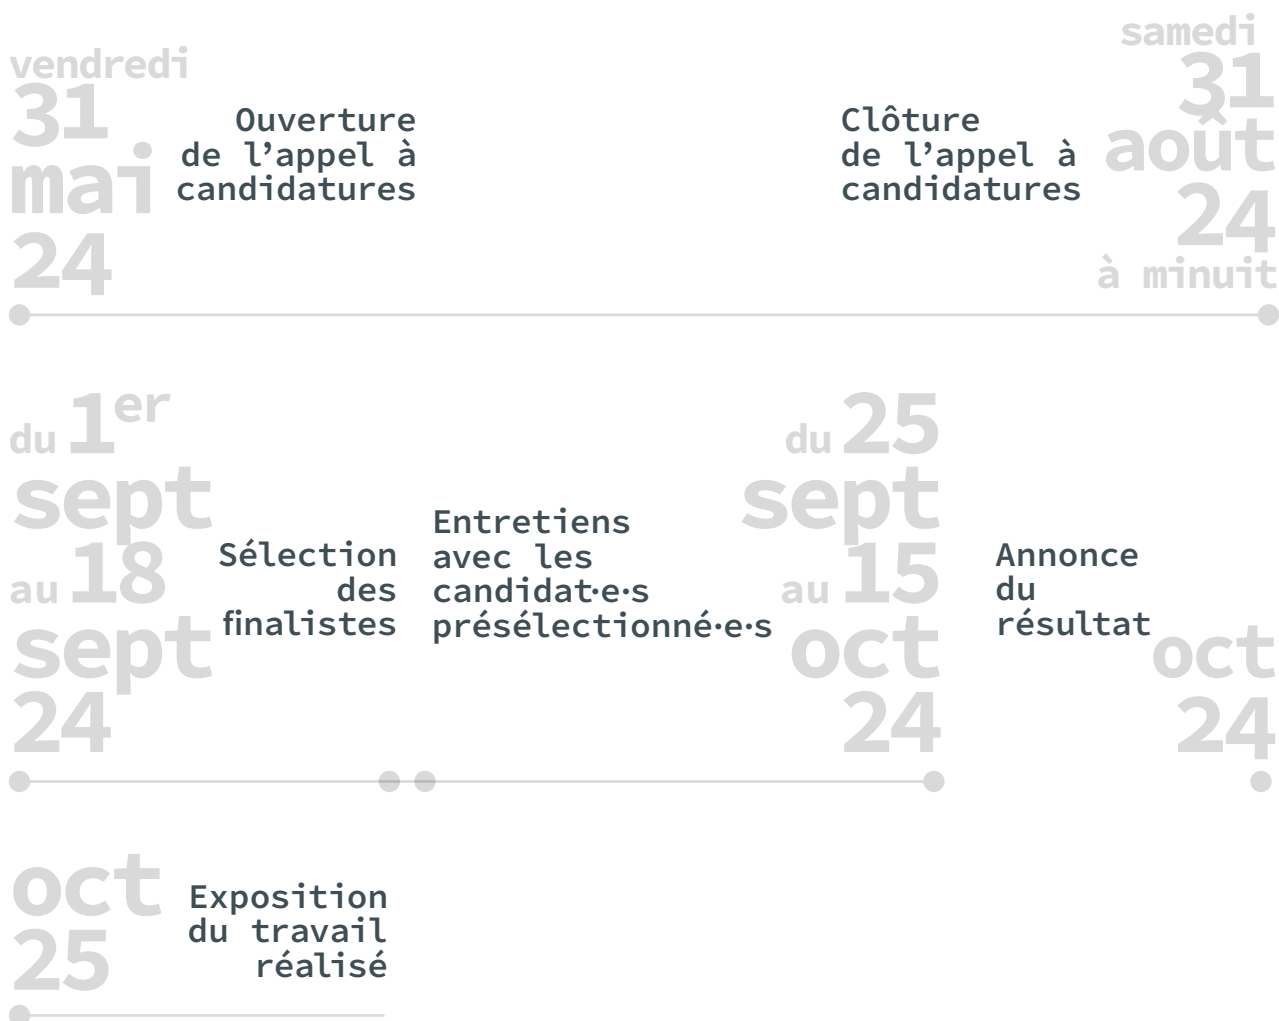 vendredi
31
mai
24
Ouverture
de l’appel à
candidatures
Clôture
de l’appel à
candidatures
samedi
31
août
24
à minuit
du 1er
sept
au 18
sept
24
Sélection
des
finalistes
Entretiens
avec les
candidat·e·s
présélectionné·e·s
du 25
sept
au 15
oct
24
Annonce
du
résultat
oct
24
oct
25
Exposition
du travail
réalisé